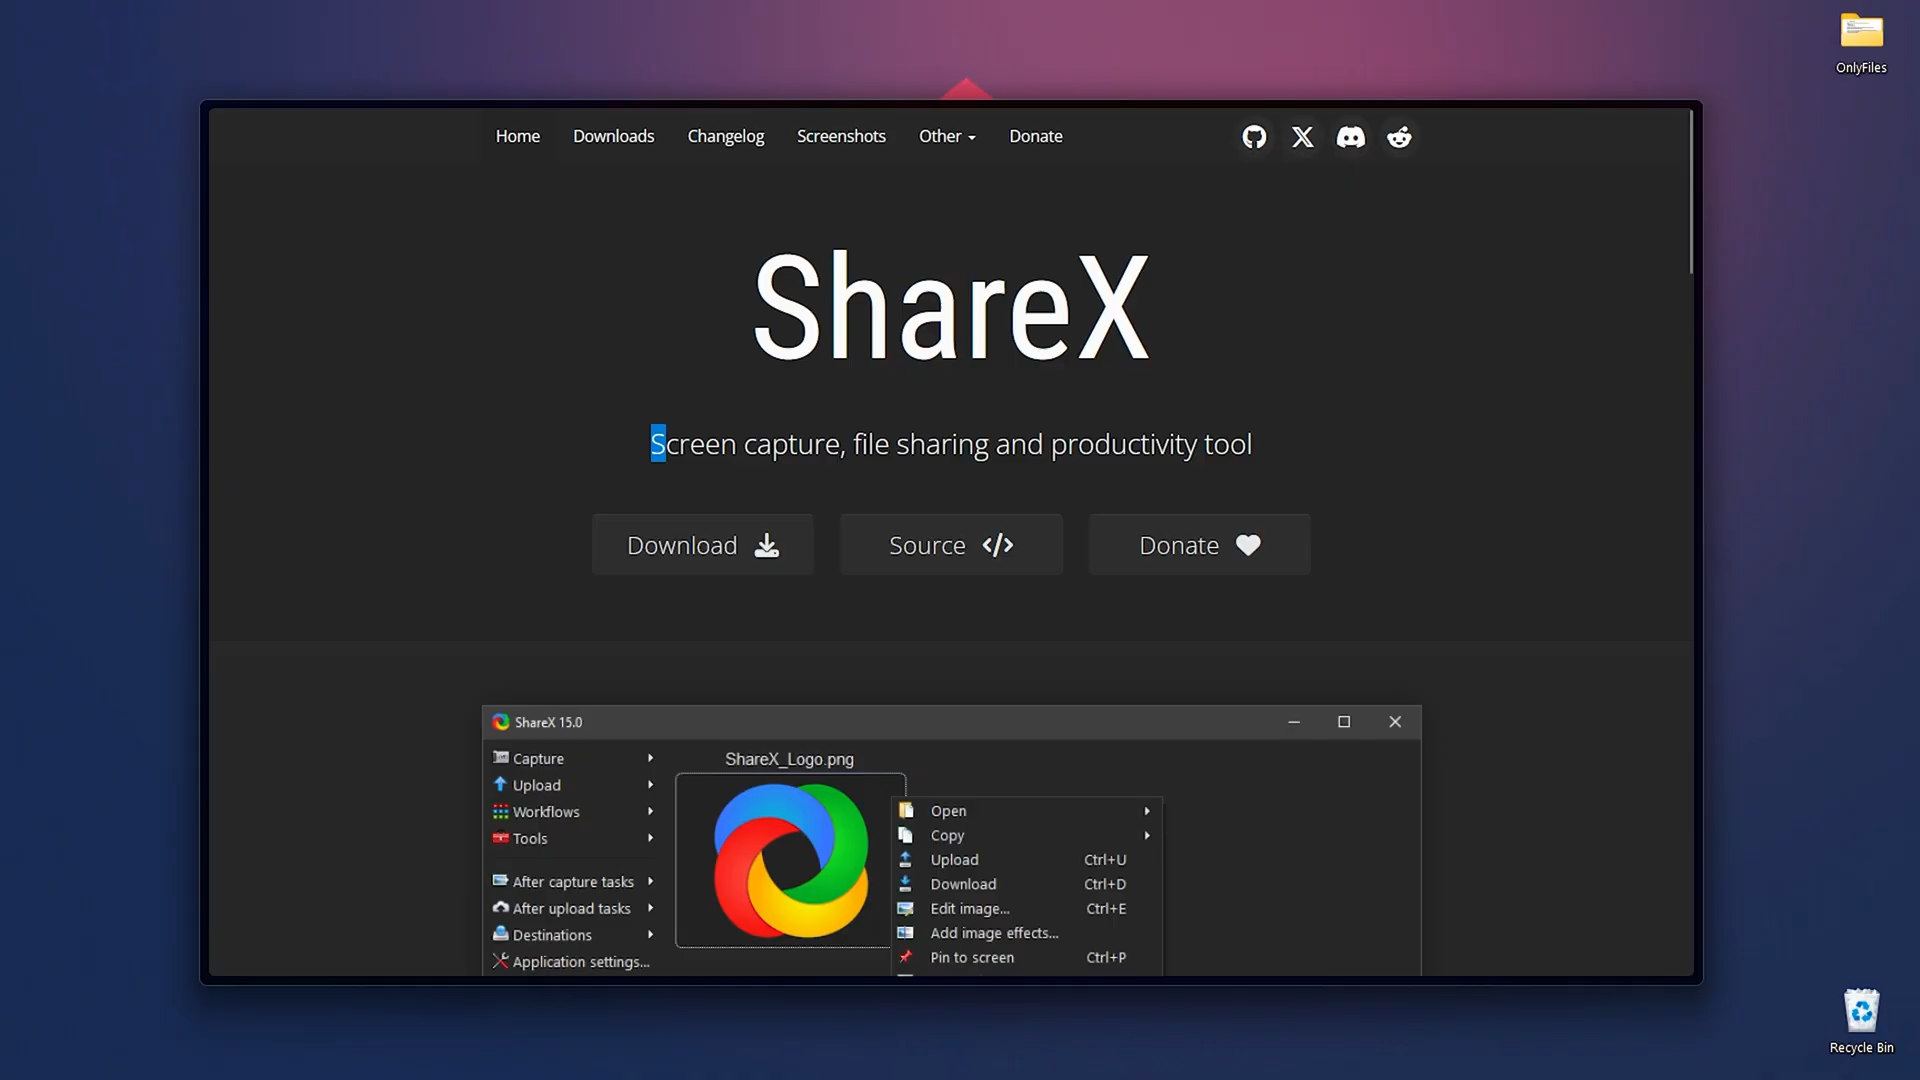 OnlyFiles
Home Downloads Changelog Screenshots Other Donate
ShareX
Screen capture, file sharing and productivity tool
Download Source </> Donate
ShareX 15.0
Capture
Upload
Workflows
Tools
After capture tasks
After upload tasks
Destinations
Application settings...
ShareX_Logo.png
Open
Copy
Upload Ctrl+U
Download Ctrl+D
Edit image... Ctrl+E
Add image effects...
Pin to screen Ctrl+P
Recycle Bin